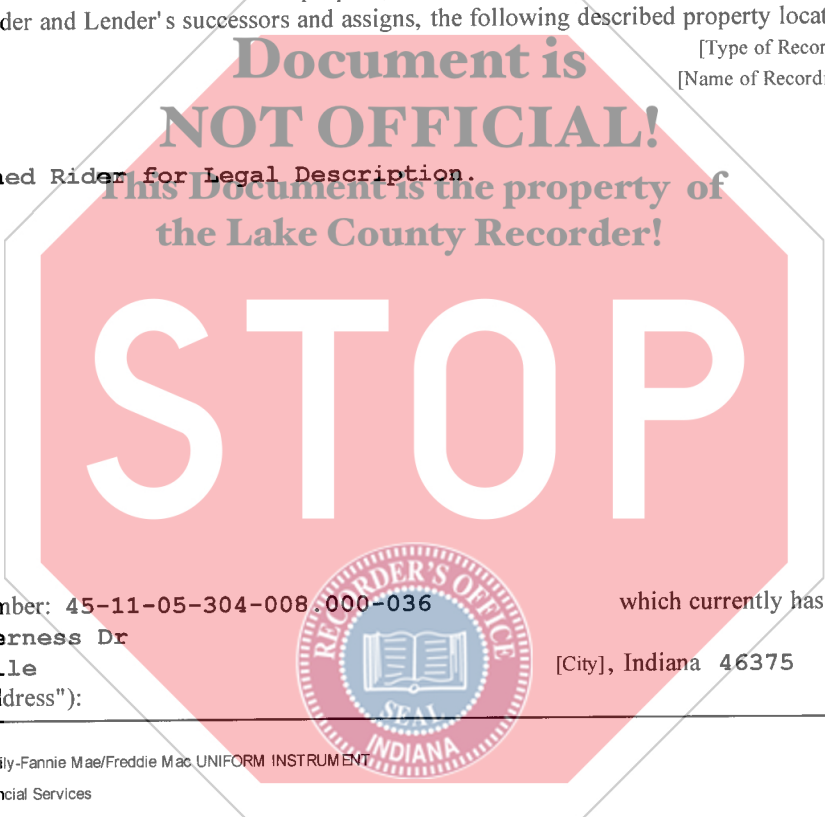 der and Lender's successors and assigns, the following described property locat
[Type of Recor
Document is
[Name of Record
NOT OFFICIAL!
ned Rider for Legal Description.
This Document is the property of
the Lake County Recorder!
STOP
RECORDER'S OFFICE
mber: 45-11-05-304-008.000-036
which currently has
erness Dr
lle
[City], Indiana 46375
ddress"):
SEAL
INDIANA
ily-Fannie Mae/Freddie Mac UNIFORM INSTRUMENT
ncial Services